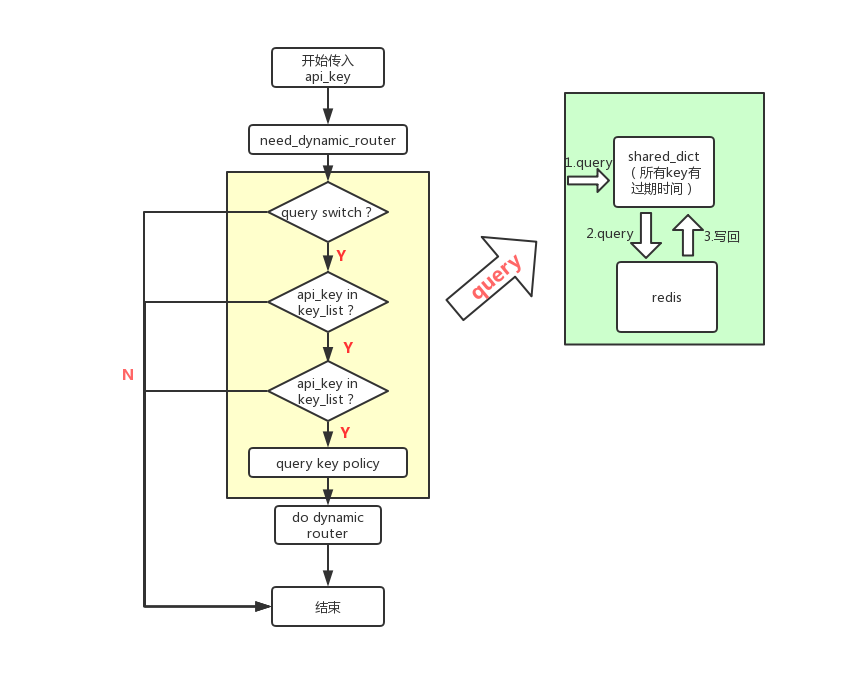 开始传入
api_key
need_dynamic_router
query switch ?
Y
api_key in
key_list ?
Y
N
api_key in
key_list ?
Y
query key policy
do dynamic
router
结束
query
1.query
shared_dict
（ 所有key有
过期时间 ）
2.query
3.写回
redis